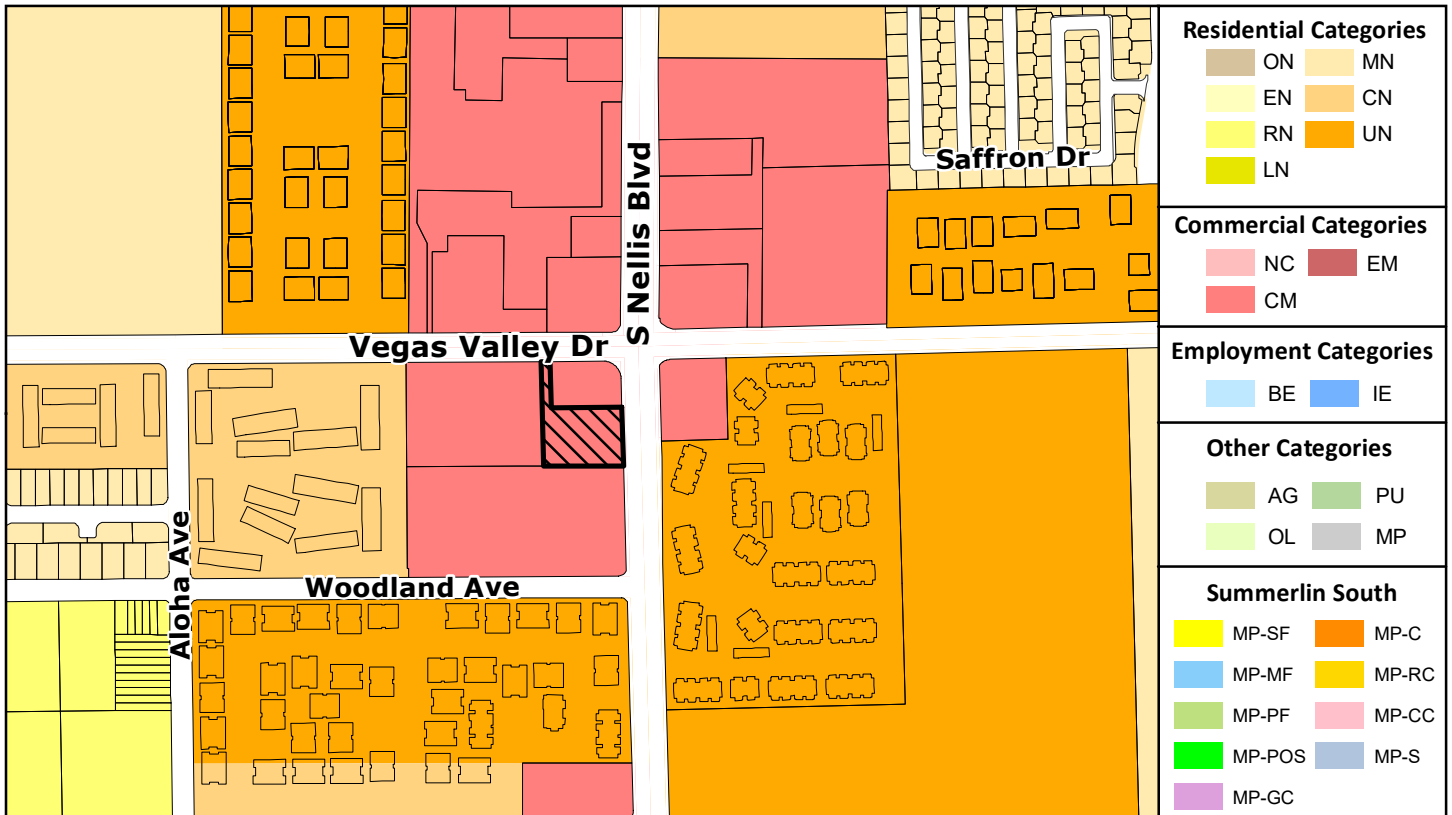 Saffron Dr
S Nellis Blvd
Vegas Valley Dr
Woodland Ave
Aloha Ave
Residential Categories
ON MN
EN CN
RN UN
LN
Commercial Categories
NC EM
CM
Employment Categories
BE IE
Other Categories
AG PU
OL MP
Summerlin South
MP-SF MP-C
MP-MF MP-RC
MP-PF MP-CC
MP-POS MP-S
MP-GC